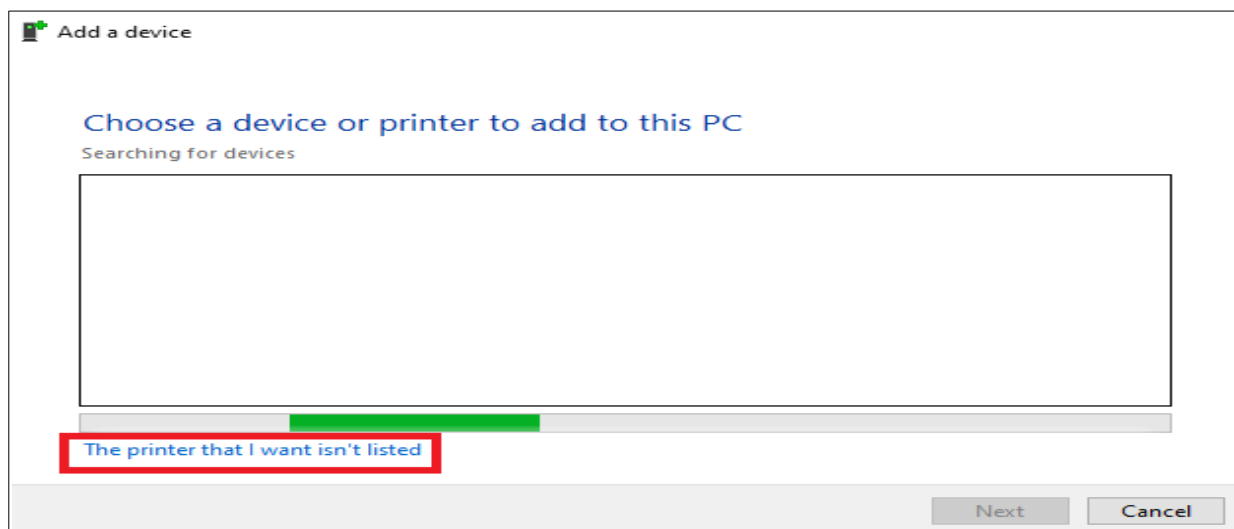 Add a device
Choose a device or printer to add to this PC
Searching for devices
The printer that I want isn't listed
Next
Cancel